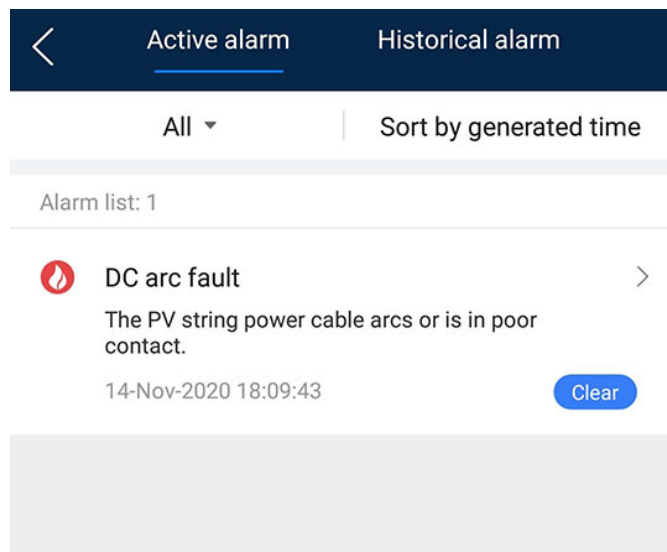 Active alarm Historical alarm
All Sort by generated time
Alarm list: 1
DC arc fault
The PV string power cable arcs or is in poor
contact.
14-Nov-2020 18:09:43 Clear